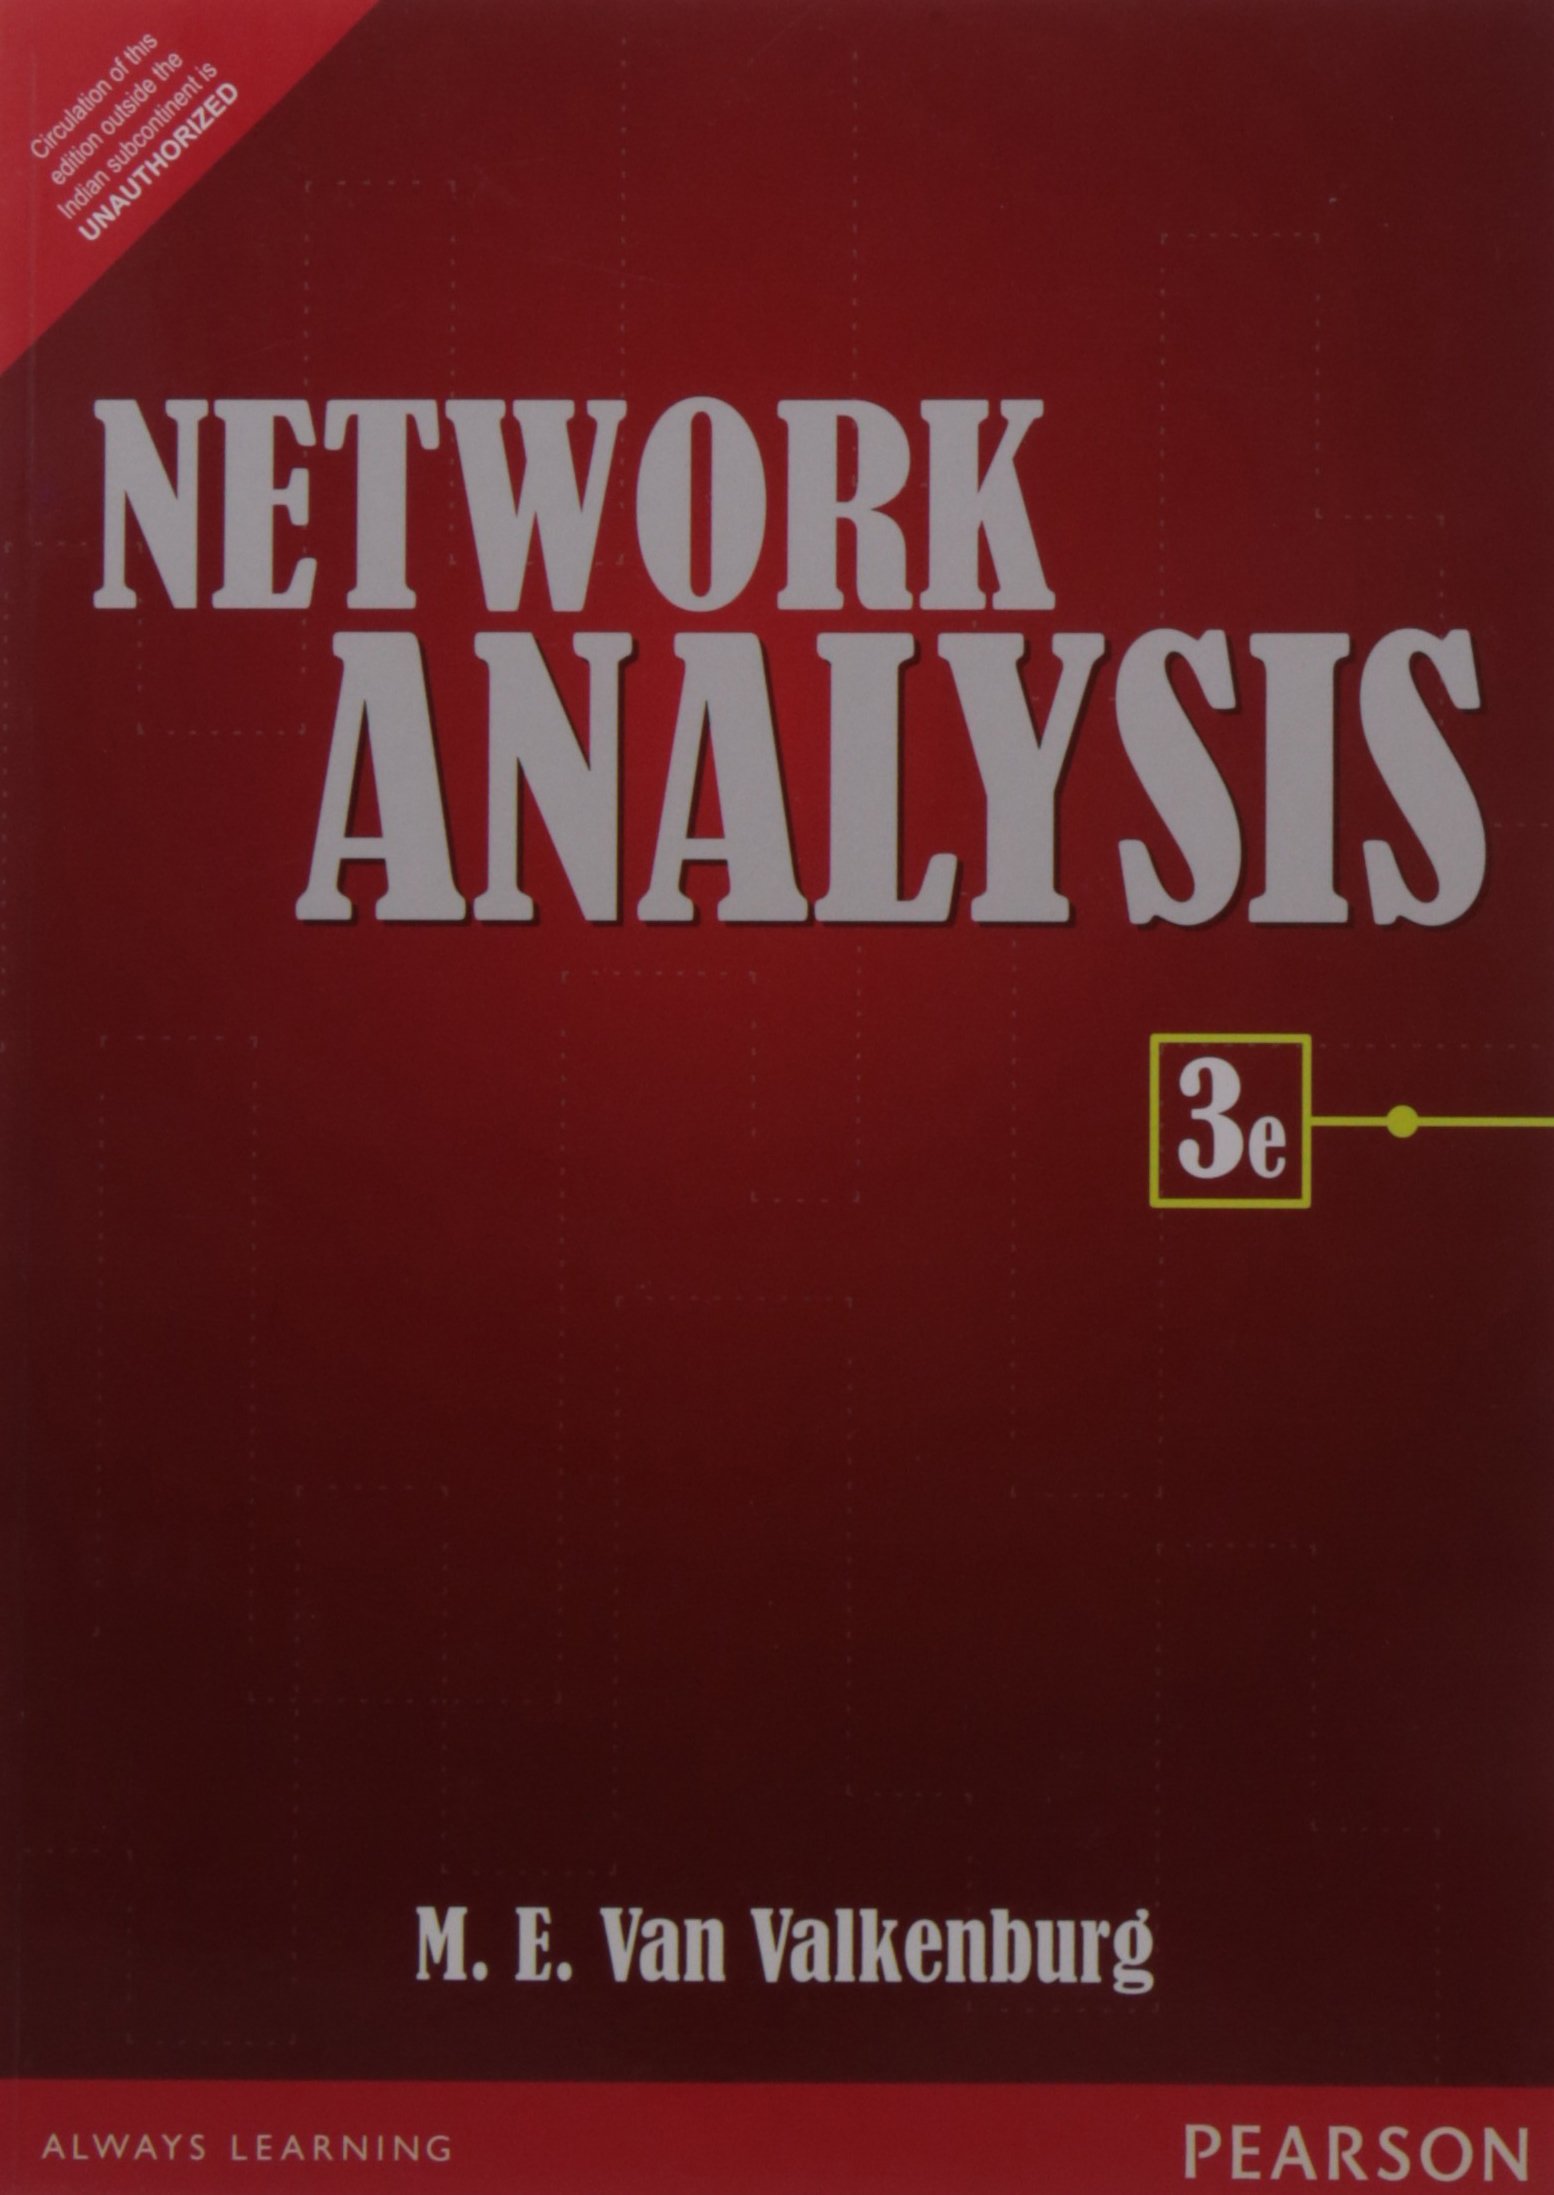 Circulation of this
edition outside the
Indian subcontinent is
UNAUTHORIZED
NETWORK
ANALYSIS
3e
M. E. Van Valkenburg
ALWAYS LEARNING
PEARSON